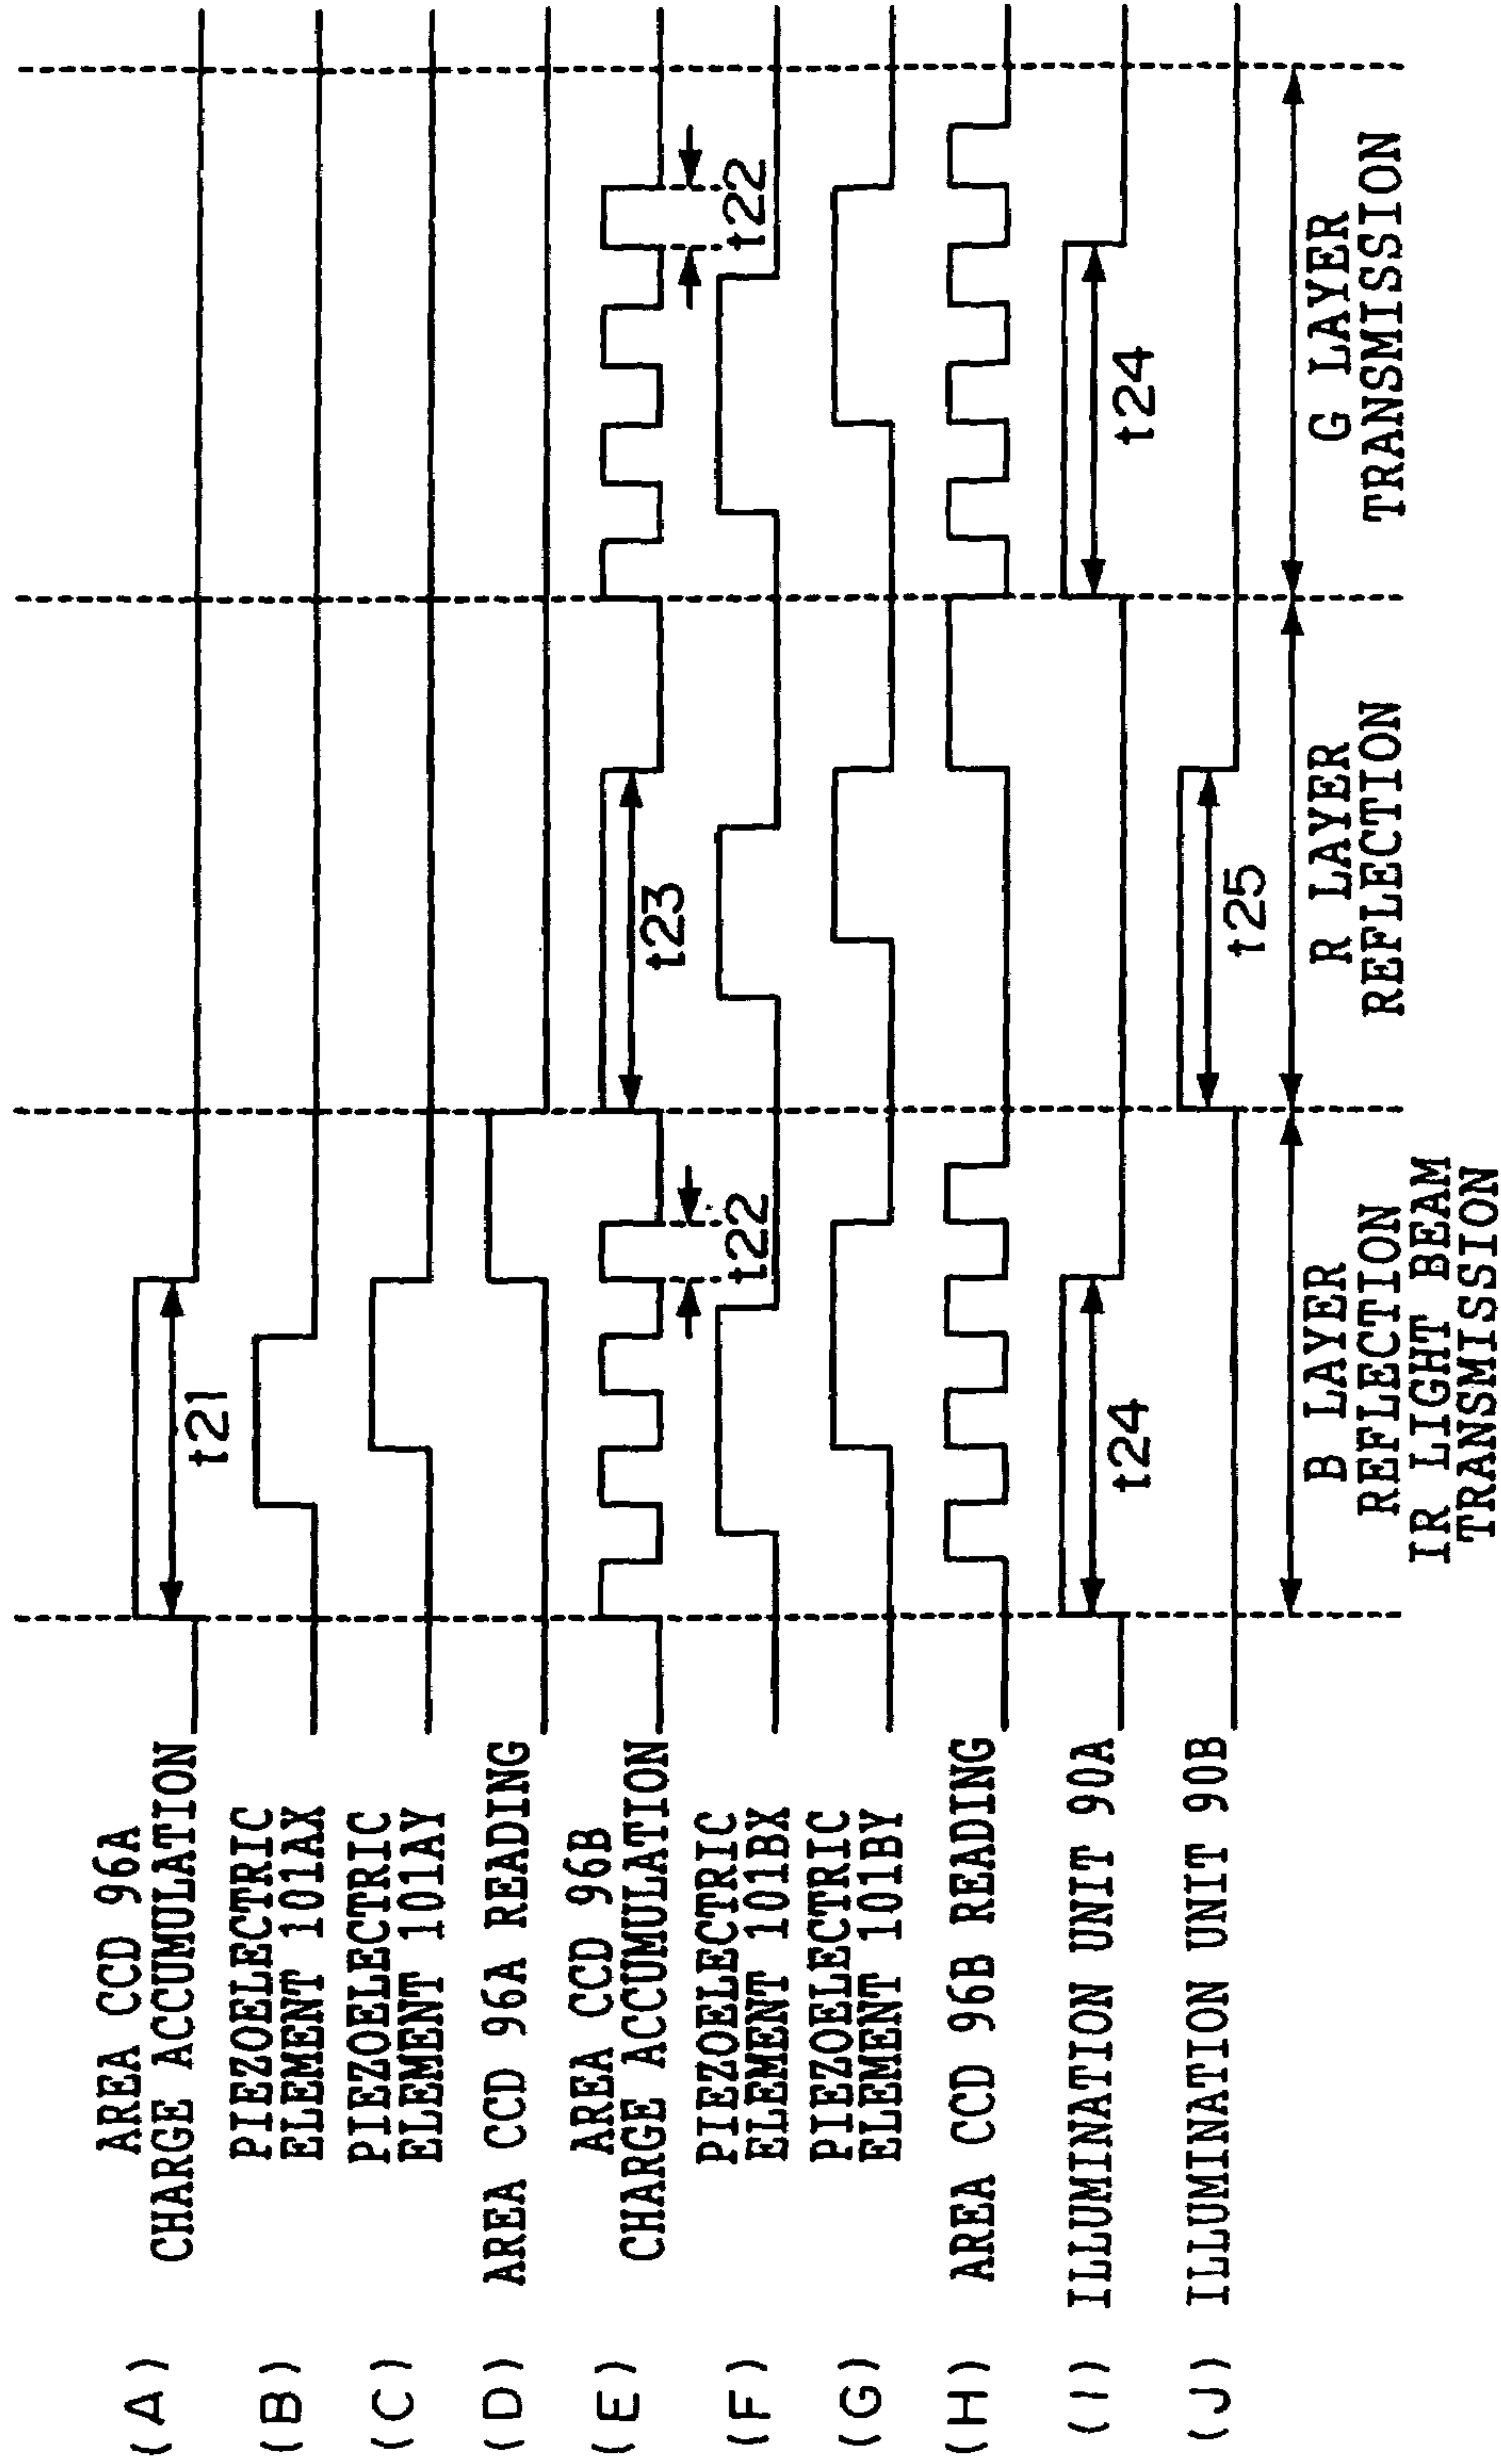 (A) AREA CCD 96A
CHARGE ACCUMULATION
t21
(B) PIEZOELECTRIC
ELEMENT 101AX
(C) PIEZOELECTRIC
ELEMENT 101AY
(D) AREA CCD 96A READING
(E) AREA CCD 96B
CHARGE ACCUMULATION
t22
t23
t22
(F) PIEZOELECTRIC
ELEMENT 101BX
(G) PIEZOELECTRIC
ELEMENT 101BY
(H) AREA CCD 96B READING
(I) ILLUMINATION UNIT 90A
t24
t24
(J) ILLUMINATION UNIT 90B
t25
B LAYER
REFLECTION
IR LIGHT BEAM
TRANSMISSION
R LAYER
REFLECTION
G LAYER
TRANSMISSION